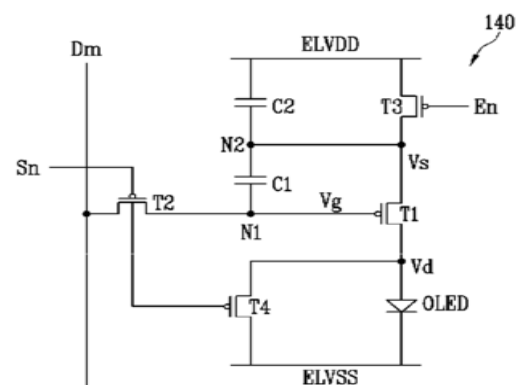 140
ELVDD
Dm
C2
T3
En
N2
Vs
Sn
C1
T2
Vg
T1
N1
Vd
T4
OLED
ELVSS